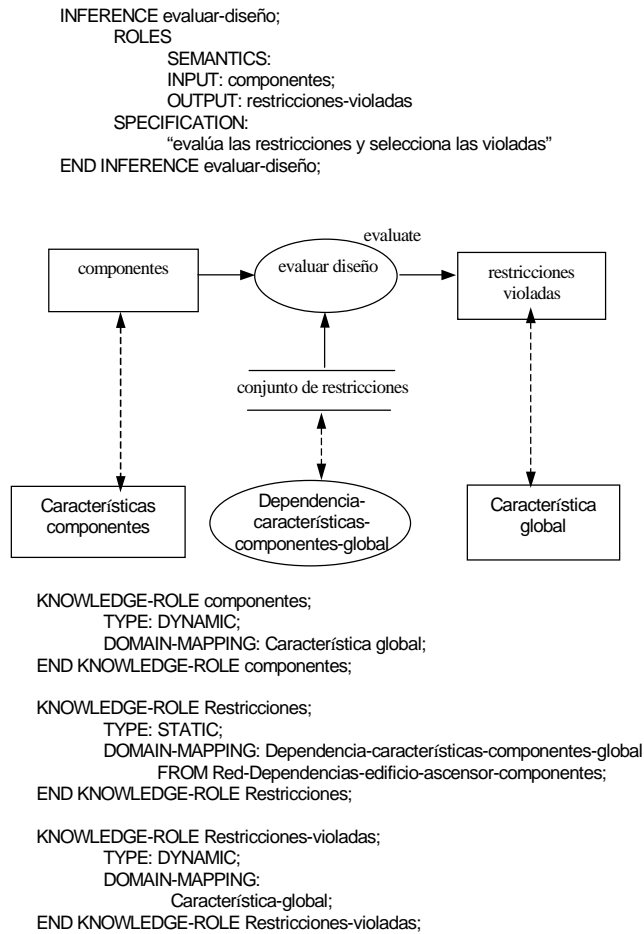 INFERENCE evaluar-diseño;
ROLES
SEMANTICS:
INPUT: componentes;
OUTPUT: restricciones-violadas
SPECIFICATION:
“evalúa las restricciones y selecciona las violadas”
END INFERENCE evaluar-diseño;
evaluate
componentes
evaluar diseño
restricciones
violadas
conjunto de restricciones
Características
componentes
Dependencia-
características-
componentes-global
Característica
global
KNOWLEDGE-ROLE componentes;
TYPE: DYNAMIC;
DOMAIN-MAPPING: Característica global;
END KNOWLEDGE-ROLE componentes;
KNOWLEDGE-ROLE Restricciones;
TYPE: STATIC;
DOMAIN-MAPPING: Dependencia-características-componentes-global
FROM Red-Dependencias-edificio-ascensor-componentes;
END KNOWLEDGE-ROLE Restricciones;
KNOWLEDGE-ROLE Restricciones-violadas;
TYPE: DYNAMIC;
DOMAIN-MAPPING:
Característica-global;
END KNOWLEDGE-ROLE Restricciones-violadas;